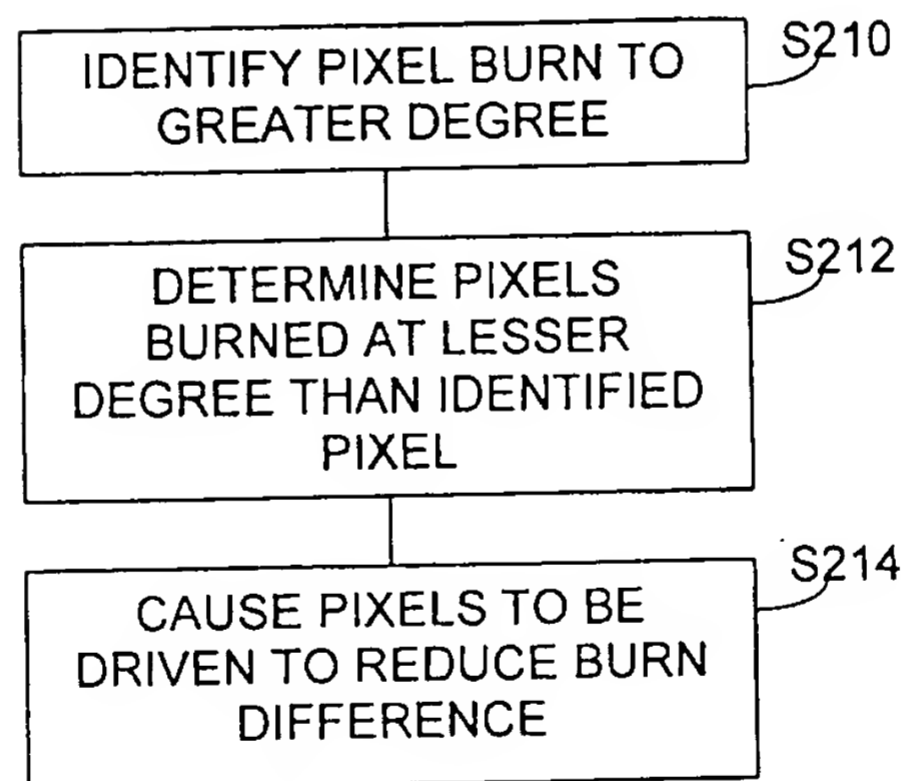 IDENTIFY PIXEL BURN TO
GREATER DEGREE
S210
DETERMINE PIXELS
BURNED AT LESSER
DEGREE THAN IDENTIFIED
PIXEL
S212
CAUSE PIXELS TO BE
DRIVEN TO REDUCE BURN
DIFFERENCE
S214